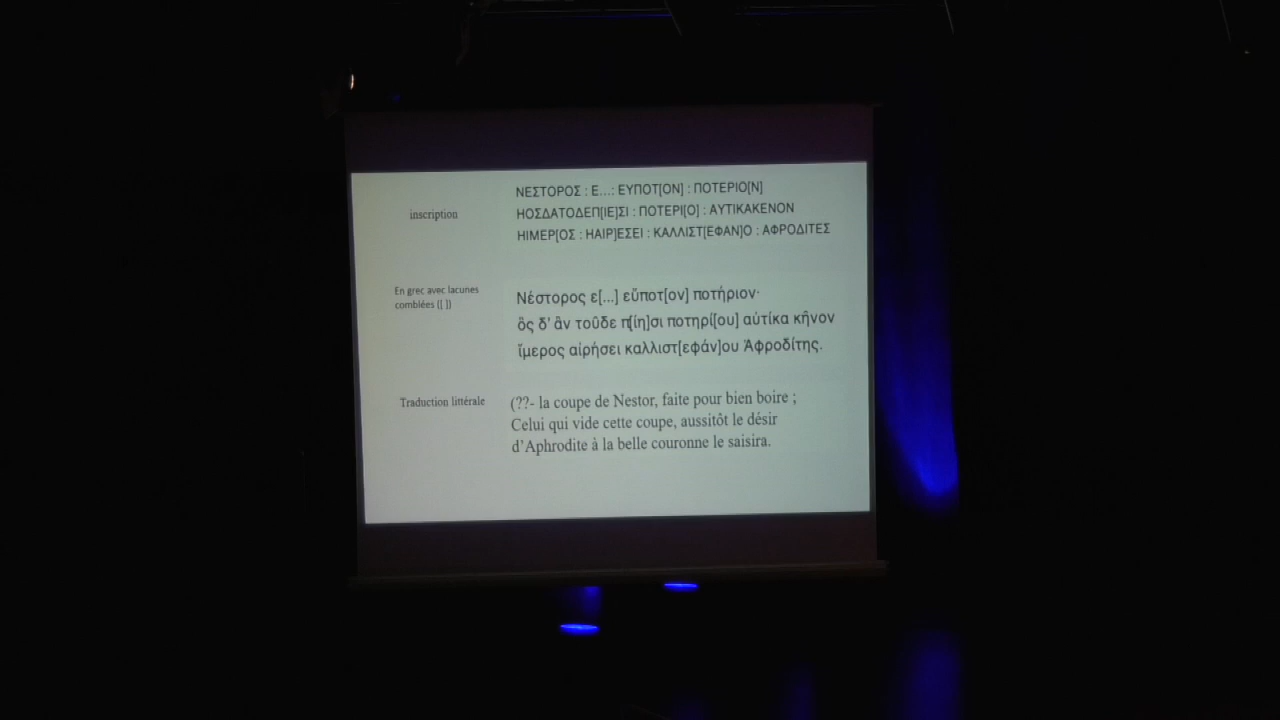 inscription
ΝΕΣΤΟΡΟΣ : Ε...: ΕΥΠΟΤ[ΟΝ] : ΠΟΤΕΡΙΟ[Ν]
ΗΟΣΔΑΤΟΔΕΠ[ΙΕ]ΣΙ : ΠΟΤΕΡΙ[Ο] : ΑΥΤΙΚΑΚΕΝΟΝ
ΗΙΜΕΡ[ΟΣ : ΗΑΙΡ]ΕΣΕΙ : ΚΑΛΛΙΣΤ[ΕΦΑΝ]Ο : ΑΦΡΟΔΙΤΕΣ
En grec avec lacunes
comblées ([ ])
Νέστορος ε[...] εὔποτ[ον] ποτήριον·
ὃς δ' ἂν τοῦδε π[ίη]σι ποτηρί[ου] αὐτίκα κῆνον
ἵμερος αἱρήσει καλλιστ[εφάν]ου Ἀφροδίτης.
Traduction littérale
(??- la coupe de Nestor, faite pour bien boire ;
Celui qui vide cette coupe, aussitôt le désir
d'Aphrodite à la belle couronne le saisira.